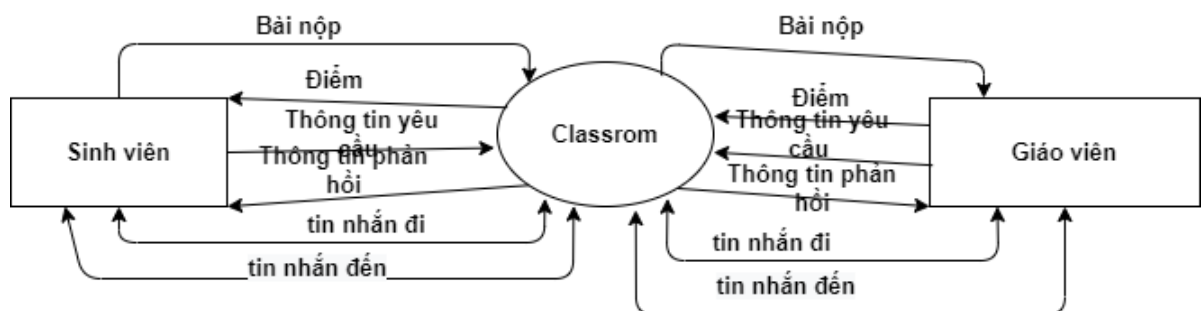 Bài nộp
Bài nộp
Điểm
Điểm
Thông tin yêu
cầu
Thông tin yêu
cầu
Sinh viên
Classrom
Giáo viên
Thông tin phản
hồi
Thông tin phản
hồi
tin nhắn đi
tin nhắn đi
tin nhắn đến
tin nhắn đến